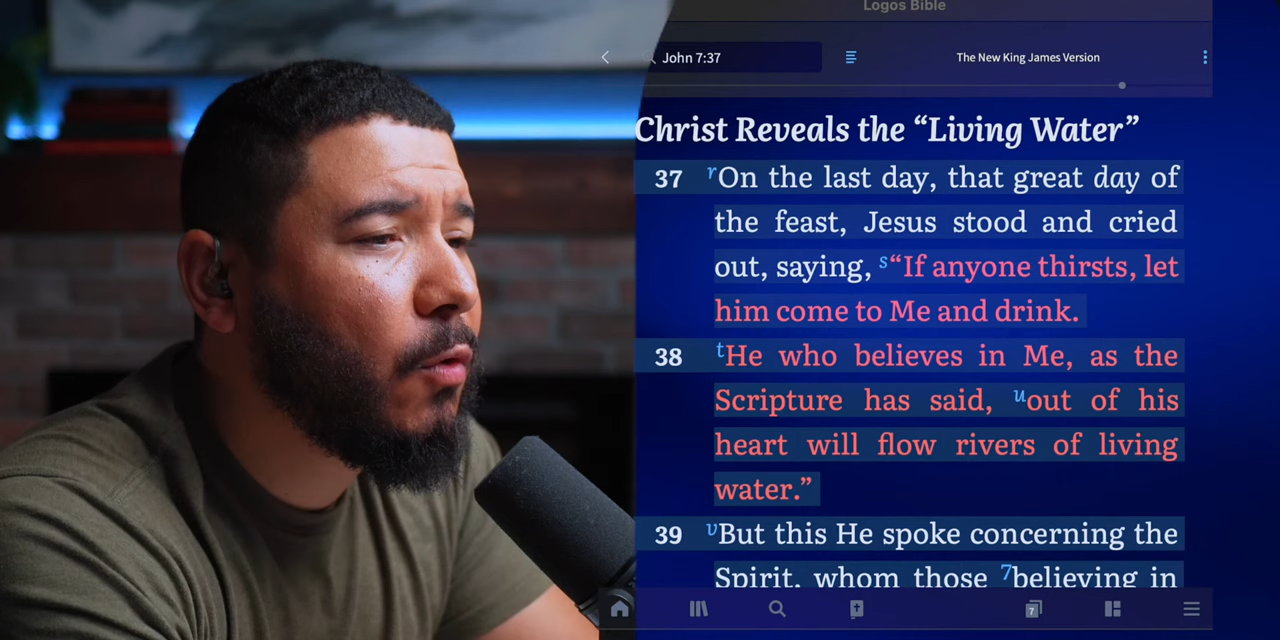 Logos Bible
John 7:37
The New King James Version
Christ Reveals the “Living Water”
37 rOn the last day, that great day of
the feast, Jesus stood and cried
out, saying, s“If anyone thirsts, let
him come to Me and drink.
38 tHe who believes in Me, as the
Scripture has said, uout of his
heart will flow rivers of living
water.”
39 vBut this He spoke concerning the
Spirit, whom those 7believing in
7